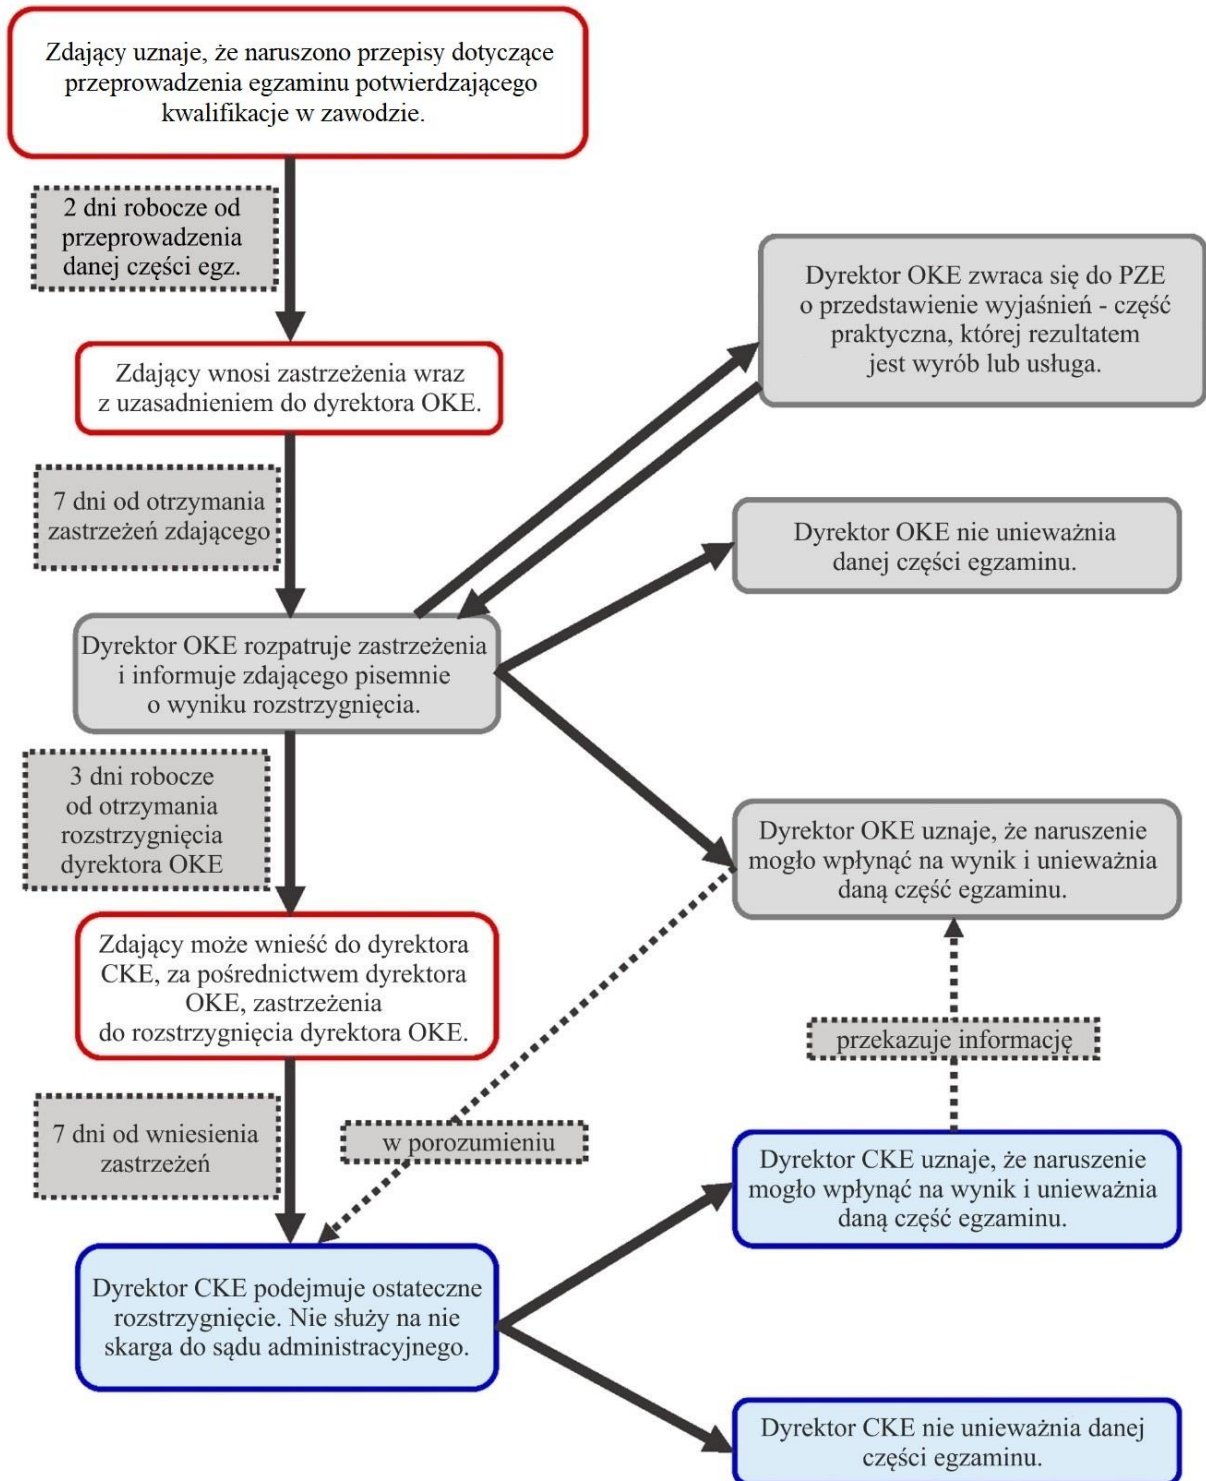 Zdający uznaje, że naruszono przepisy dotyczące
przeprowadzenia egzaminu potwierdzającego
kwalifikacje w zawodzie.
2 dni robocze od
przeprowadzenia
danej części egz.
Dyrektor OKE zwraca się do PZE
o przedstawienie wyjaśnień - część
praktyczna, której rezultatem
jest wyrób lub usługa.
Zdający wnosi zastrzeżenia wraz
z uzasadnieniem do dyrektora OKE.
7 dni od otrzymania
zastrzeżeń zdającego
Dyrektor OKE nie unieważnia
danej części egzaminu.
Dyrektor OKE rozpatruje zastrzeżenia
i informuje zdającego pisemnie
o wyniku rozstrzygnięcia.
3 dni robocze
od otrzymania
rozstrzygnięcia
dyrektora OKE
Dyrektor OKE uznaje, że naruszenie
mogło wpłynąć na wynik i unieważnia
daną część egzaminu.
Zdający może wnieść do dyrektora
CKE, za pośrednictwem dyrektora
OKE, zastrzeżenia
do rozstrzygnięcia dyrektora OKE.
przekazuje informację
7 dni od wniesienia
zastrzeżeń
w porozumieniu
Dyrektor CKE uznaje, że naruszenie
mogło wpłynąć na wynik i unieważnia
daną część egzaminu.
Dyrektor CKE podejmuje ostateczne
rozstrzygnięcie. Nie służy na nie
skarga do sądu administracyjnego.
Dyrektor CKE nie unieważnia danej
części egzaminu.